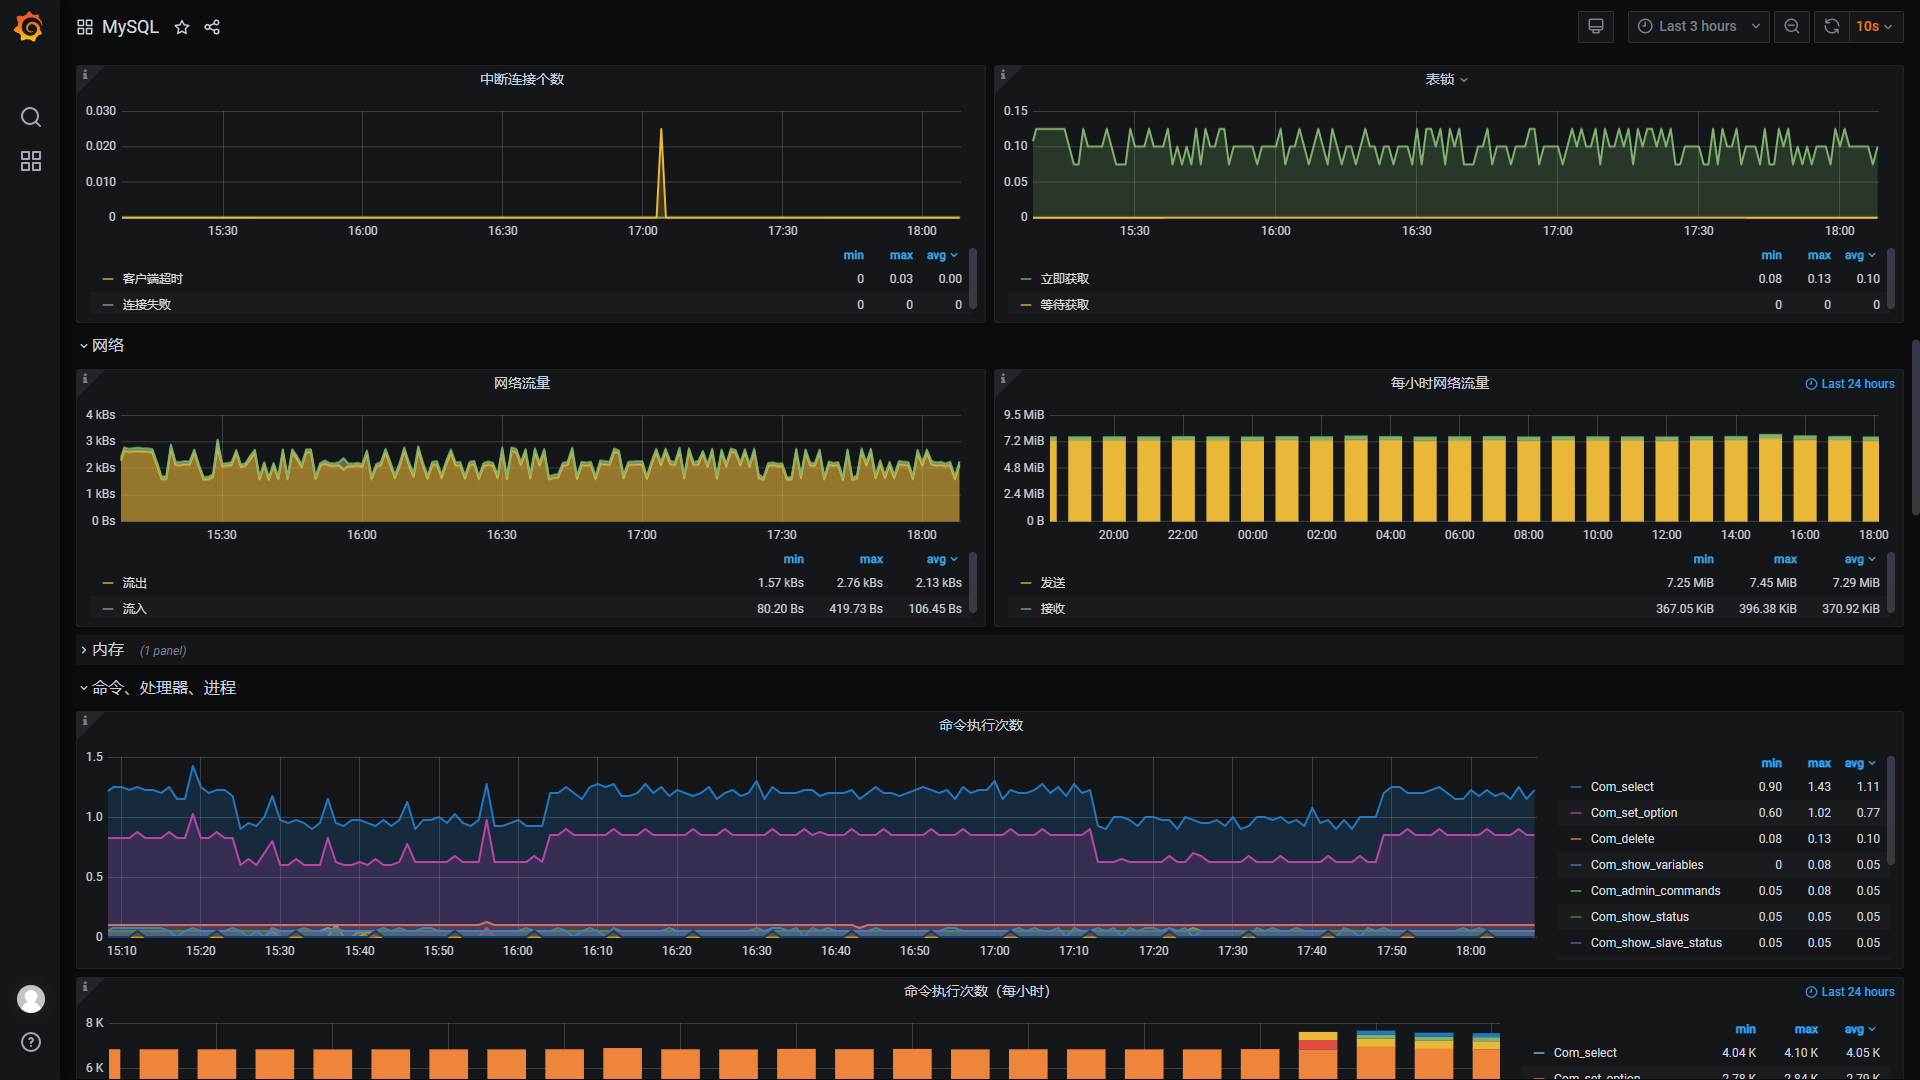 MySQL
Last 3 hours
10s
中断连接个数
0.030
0.020
0.010
0
15:30 16:00 16:30 17:00 17:30 18:00
min max avg
客户端超时 0 0.03 0.00
连接失败 0 0 0
表锁
0.15
0.10
0.05
0
15:30 16:00 16:30 17:00 17:30 18:00
min max avg
立即获取 0.08 0.13 0.10
等待获取 0 0 0
网络
网络流量
4 kBs
3 kBs
2 kBs
1 kBs
0 Bs
15:30 16:00 16:30 17:00 17:30 18:00
min max avg
流出 1.57 kBs 2.76 kBs 2.13 kBs
流入 80.20 Bs 419.73 Bs 106.45 Bs
每小时网络流量
Last 24 hours
9.5 MiB
7.2 MiB
4.8 MiB
2.4 MiB
0 B
20:00 22:00 00:00 02:00 04:00 06:00 08:00 10:00 12:00 14:00 16:00 18:00
min max avg
发送 7.25 MiB 7.45 MiB 7.29 MiB
接收 367.05 KiB 396.38 KiB 370.92 KiB
内存 (1 panel)
命令、处理器、进程
命令执行次数
1.5
1.0
0.5
0
15:10 15:20 15:30 15:40 15:50 16:00 16:10 16:20 16:30 16:40 16:50 17:00 17:10 17:20 17:30 17:40 17:50 18:00
min max avg
Com_select 0.90 1.43 1.11
Com_set_option 0.60 1.02 0.77
Com_delete 0.08 0.13 0.10
Com_show_variables 0 0.08 0.05
Com_admin_commands 0.05 0.08 0.05
Com_show_status 0.05 0.05 0.05
Com_show_slave_status 0.05 0.05 0.05
命令执行次数（每小时）
Last 24 hours
8 K
6 K
min max avg
Com_select 4.04 K 4.10 K 4.05 K
Com_set_option 2.78 K 2.84 K 2.79 K